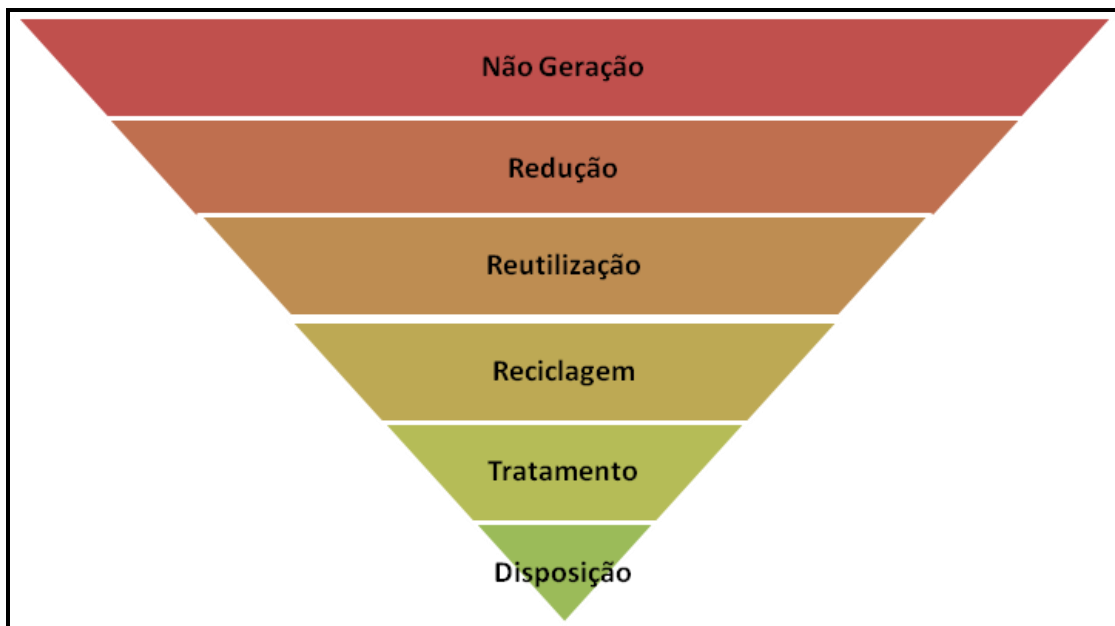 Não Geração
Redução
Reutilização
Reciclagem
Tratamento
Disposição